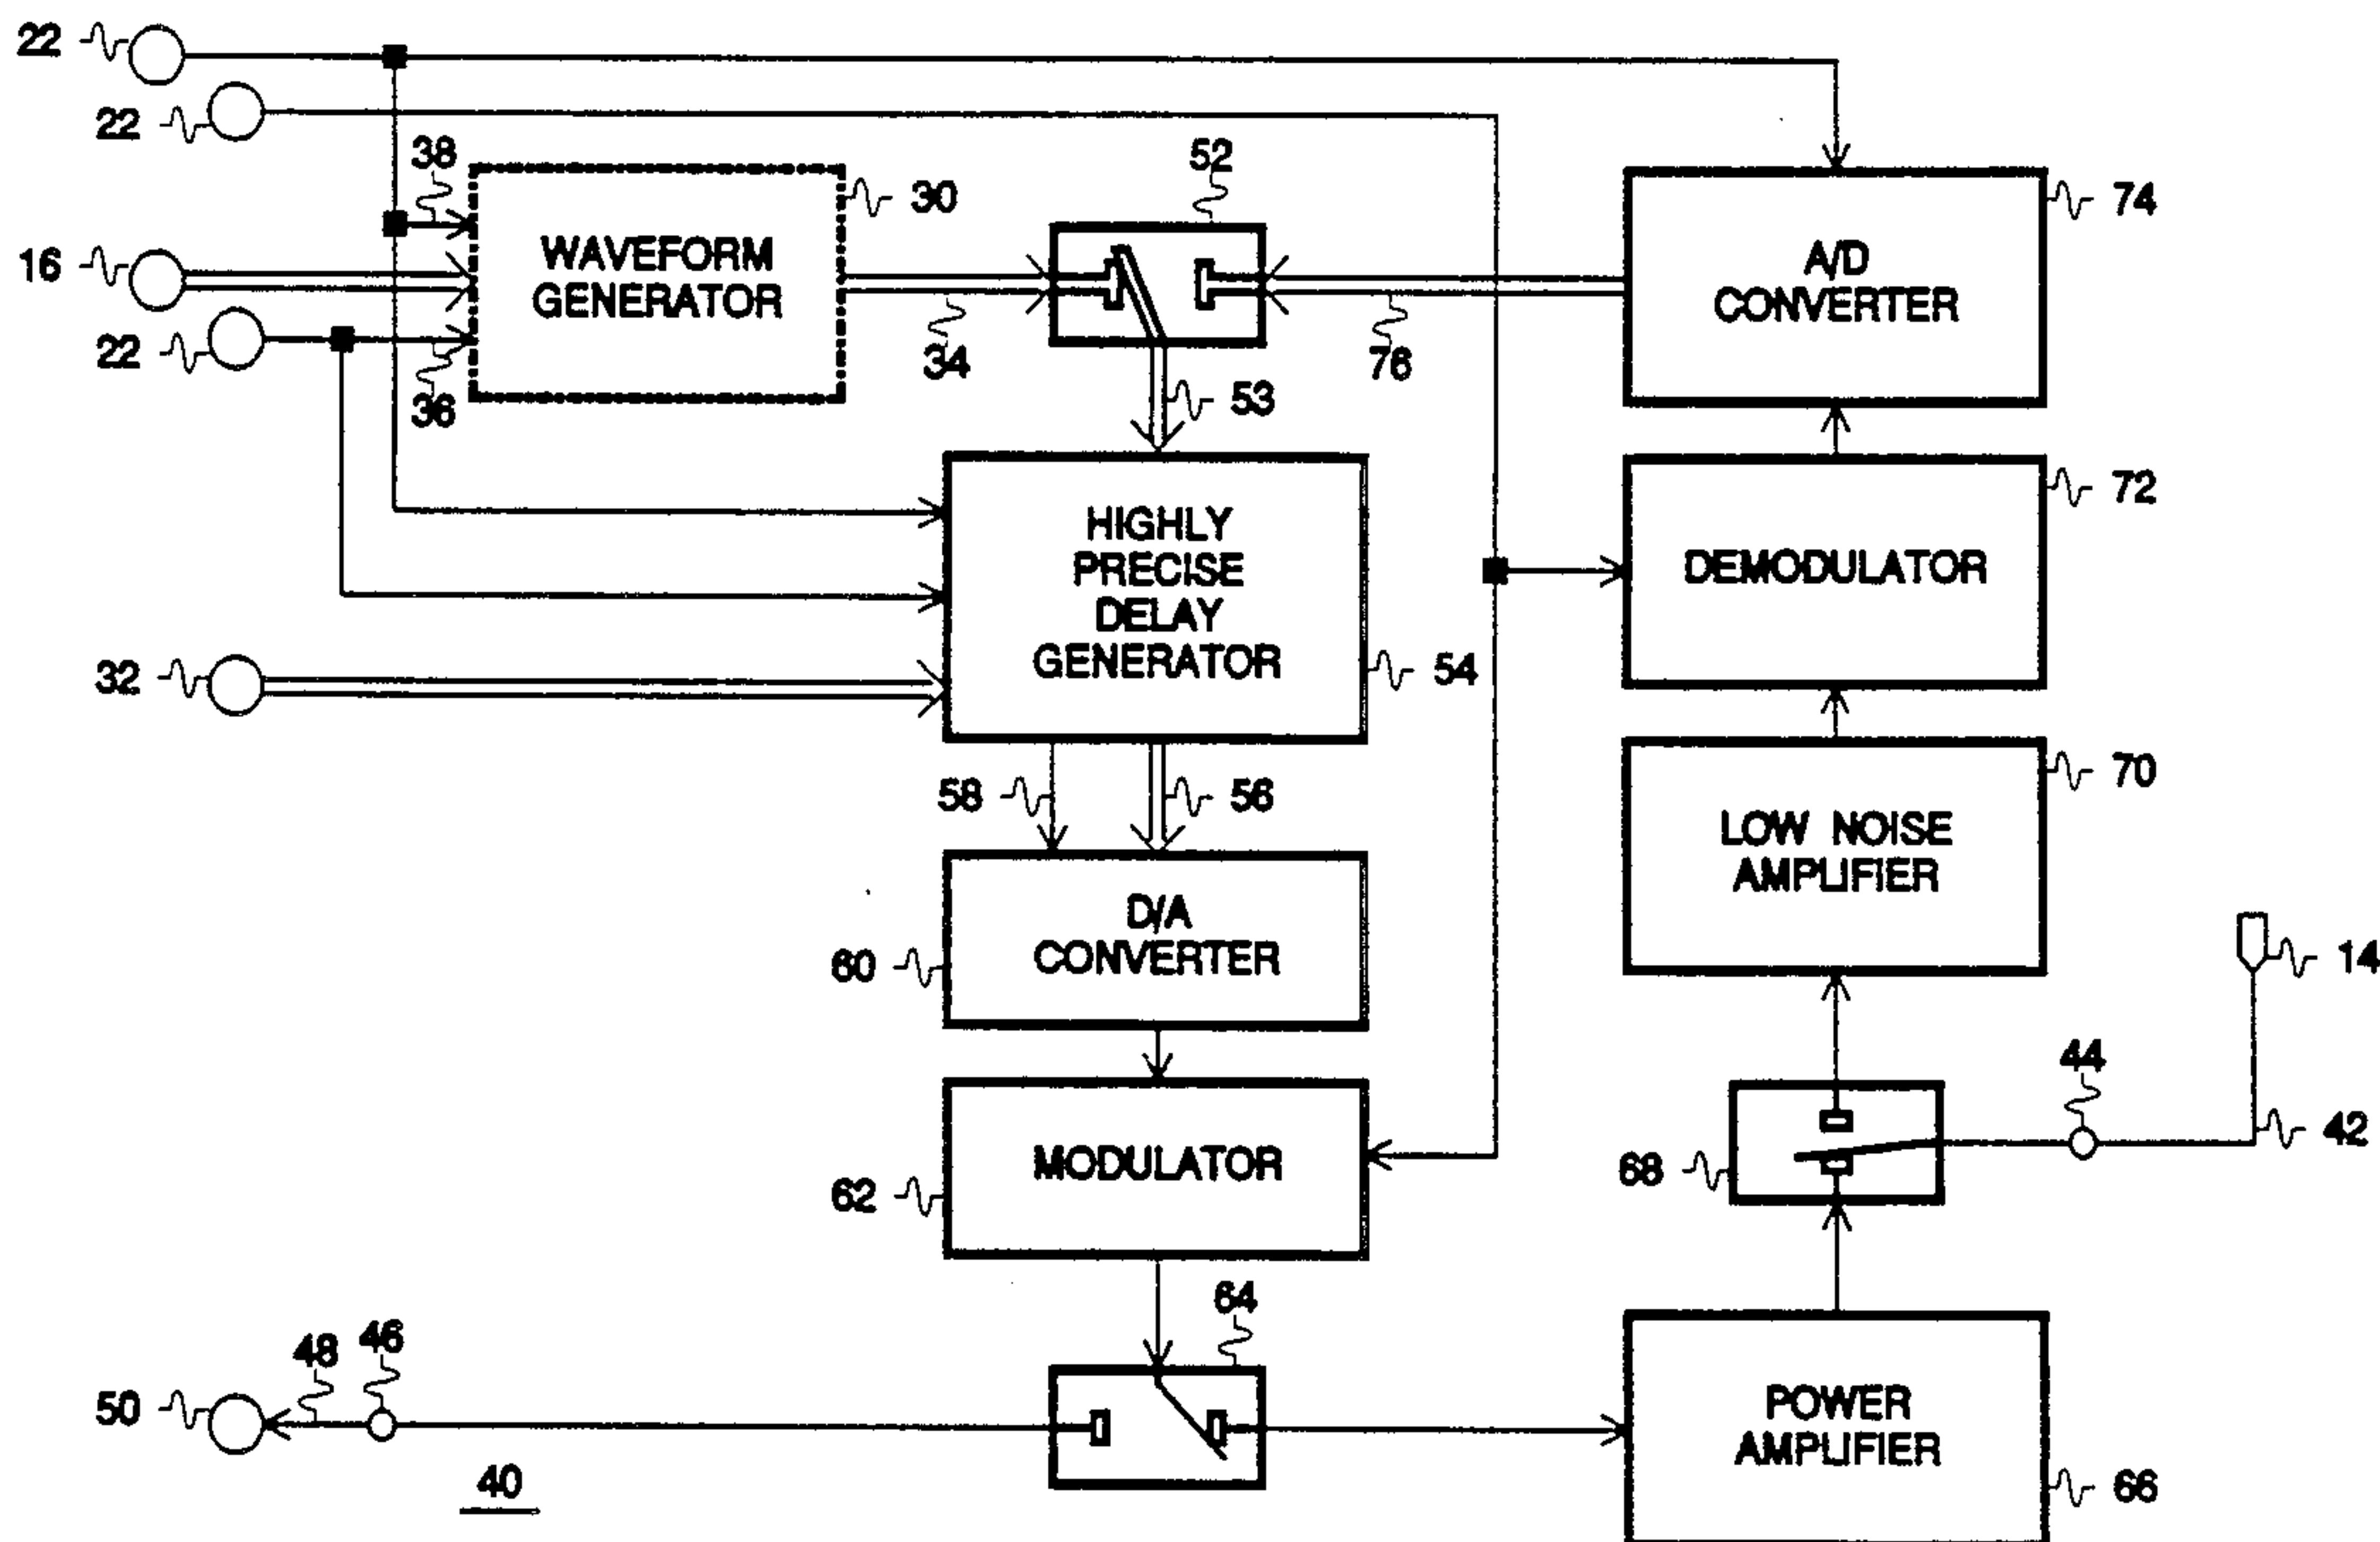 22
22
38
52
30
74
WAVEFORM
GENERATOR
A/D
CONVERTER
16
22
36
34
53
76
HIGHLY
PRECISE
DELAY
GENERATOR
72
DEMODULATOR
32
54
58
56
70
LOW NOISE
AMPLIFIER
D/A
CONVERTER
60
14
44
42
MODULATOR
62
68
64
48
46
50
POWER
AMPLIFIER
66
40